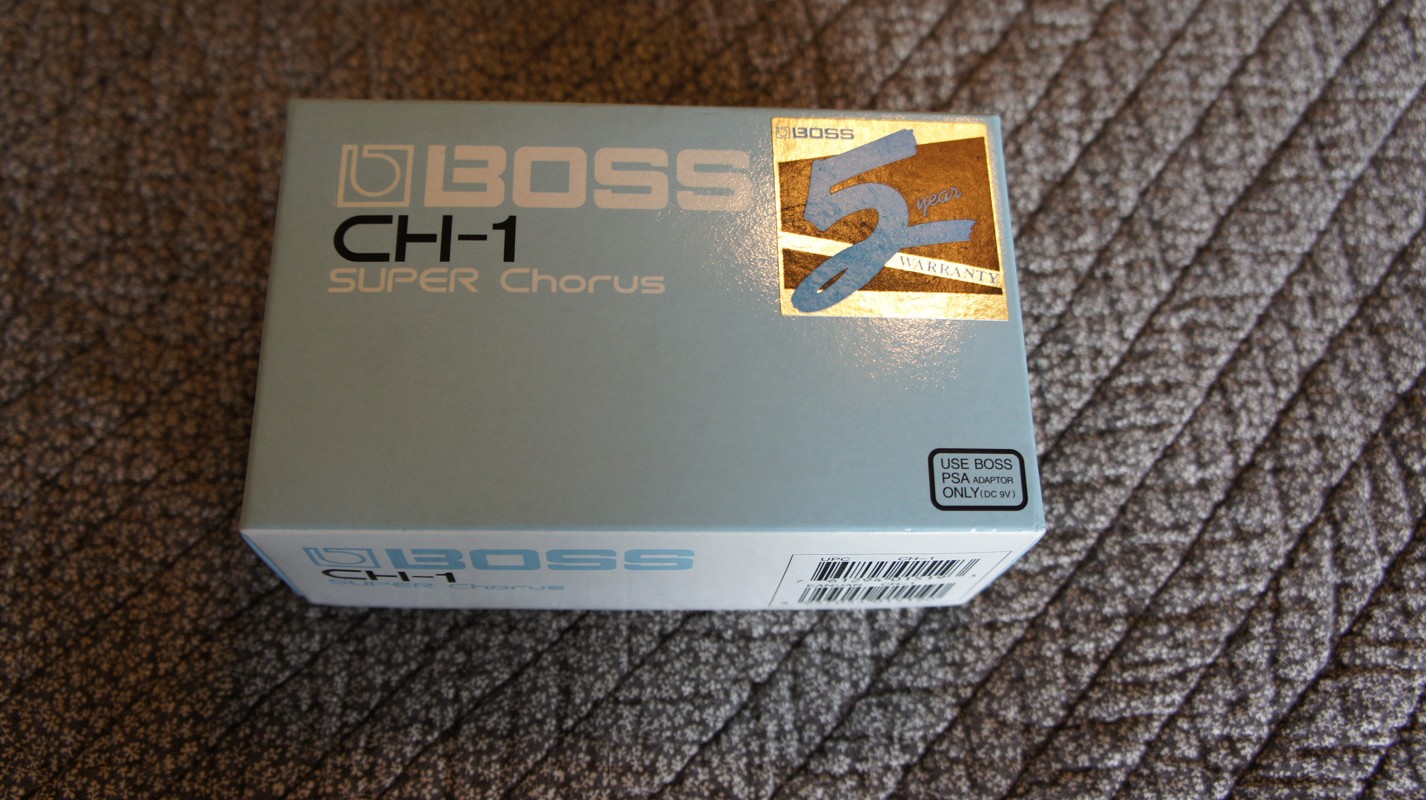 BOSS
CH-1
SUPER Chorus
BOSS
5 year
WARRANTY
USE BOSS
PSA ADAPTOR
ONLY (DC 9V)
BOSS
CH-1
SUPER Chorus
UPC CH-1